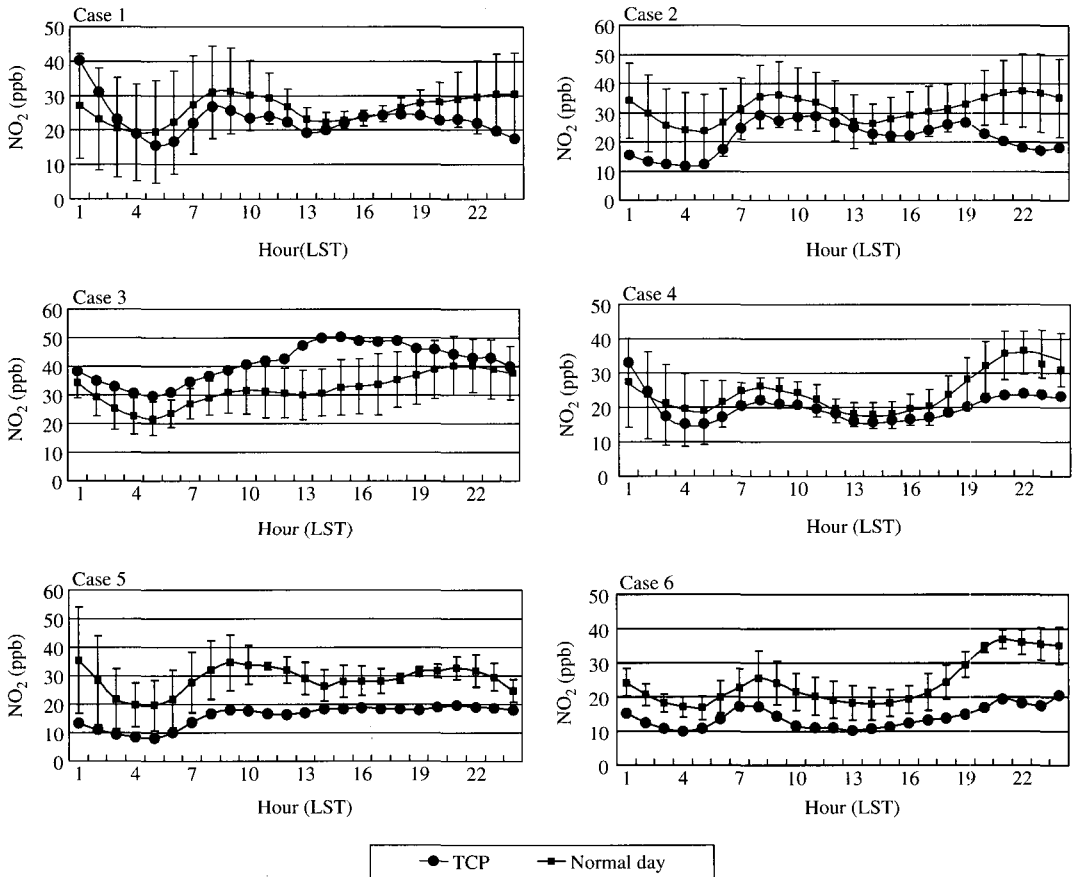 Case 1
50
40
30
20
10
0
NO₂ (ppb)
1 4 7 10 13 16 19 22
Hour(LST)
Case 2
60
50
40
30
20
10
0
NO₂ (ppb)
1 4 7 10 13 16 19 22
Hour (LST)
Case 3
60
50
40
30
20
10
0
NO₂ (ppb)
1 4 7 10 13 16 19 22
Hour (LST)
Case 4
50
40
30
20
10
0
NO₂ (ppb)
1 4 7 10 13 16 19 22
Hour (LST)
Case 5
60
50
40
30
20
10
0
NO₂ (ppb)
1 4 7 10 13 16 19 22
Hour (LST)
Case 6
50
40
30
20
10
0
NO₂ (ppb)
1 4 7 10 13 16 19 22
Hour (LST)
TCP Normal day